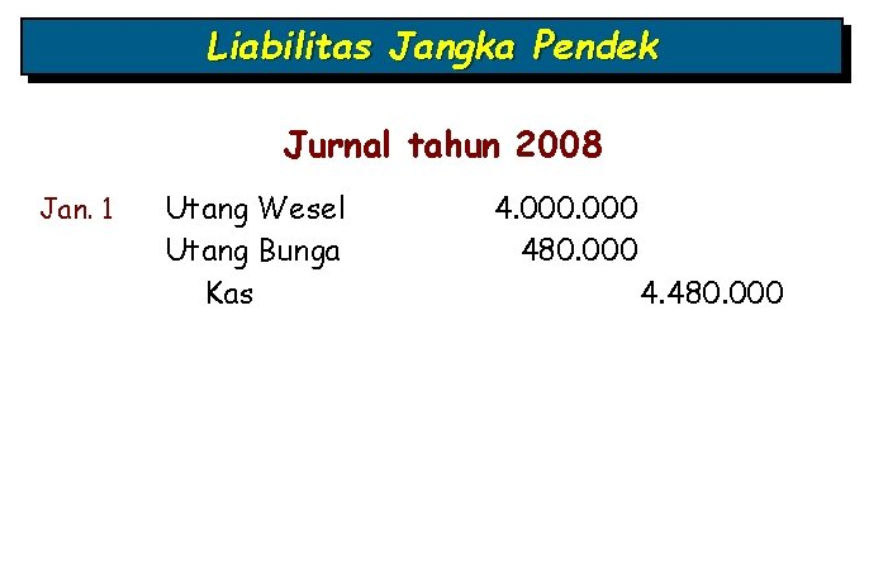 Liabilitas Jangka Pendek
Jurnal tahun 2008
Jan. 1 Utang Wesel 4.000.000
Utang Bunga 480.000
Kas 4.480.000